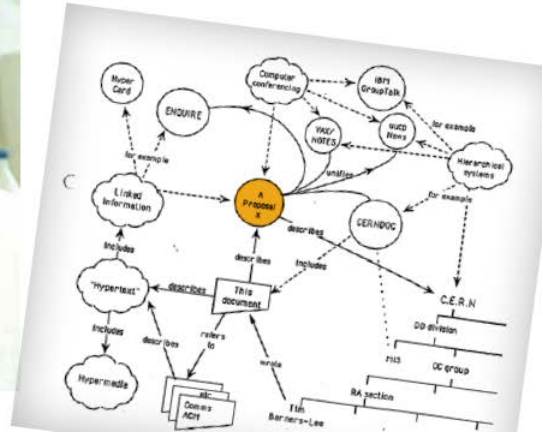 Hyper
Card
ENQUIRE
Computer
conferencing
IBM
GroupTalk
VAX/
NOTES
uucp
News
for example
Hierarchical
systems
for example
unifies
for example
Linked
Information
A
Proposal
X
CERNDOC
describes
includes
describes
includes
C.E.R.N
"Hypertext"
describes
This
document
DD division
includes
describes
refers
to
wrote
MIS
OC group
RA section
Hypermedia
etc
Comms
ACM
Tim
Berners-Lee